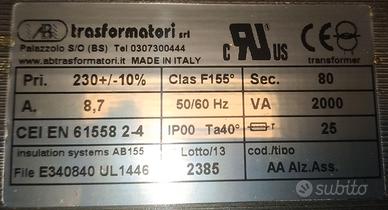 AB trasformatori srl
Palazzolo S/O (BS) Tel 0307300444
www.abtrasformatori.it MADE IN ITALY
c RU US
CE
transformer
Pri. 230+/-10% Clas F155° Sec. 80
A. 8,7 50/60 Hz VA 2000
CEI EN 61558 2-4 IP00 Ta40° 25
insulation systems AB155 Lotto/13 cod./tipo
File E340840 UL1446 2385 AA Alz.Ass.
subito